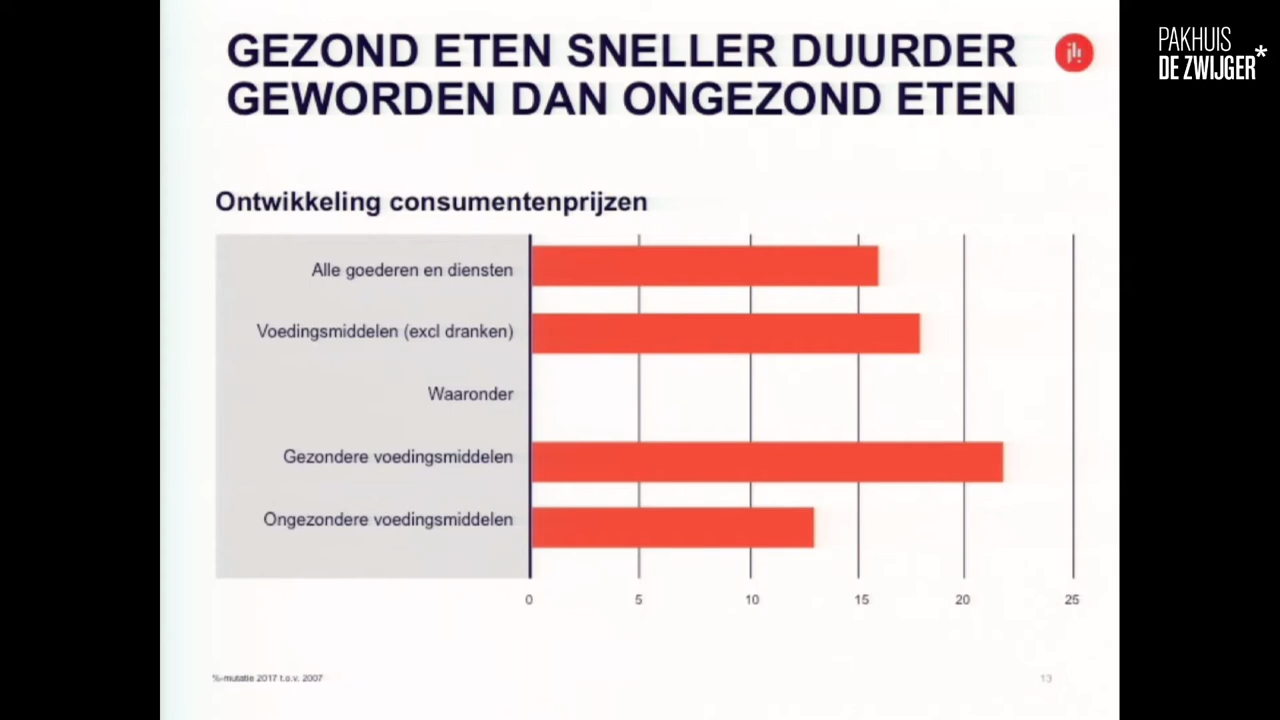 GEZOND ETEN SNELLER DUURDER
GEWORDEN DAN ONGEZOND ETEN
PAKHUIS
DE ZWIJGER*
Ontwikkeling consumentenprijzen
Alle goederen en diensten
Voedingsmiddelen (excl dranken)
Waaronder
Gezondere voedingsmiddelen
Ongezondere voedingsmiddelen
0 5 10 15 20 25
%-mutatie 2017 t.o.v. 2007
13